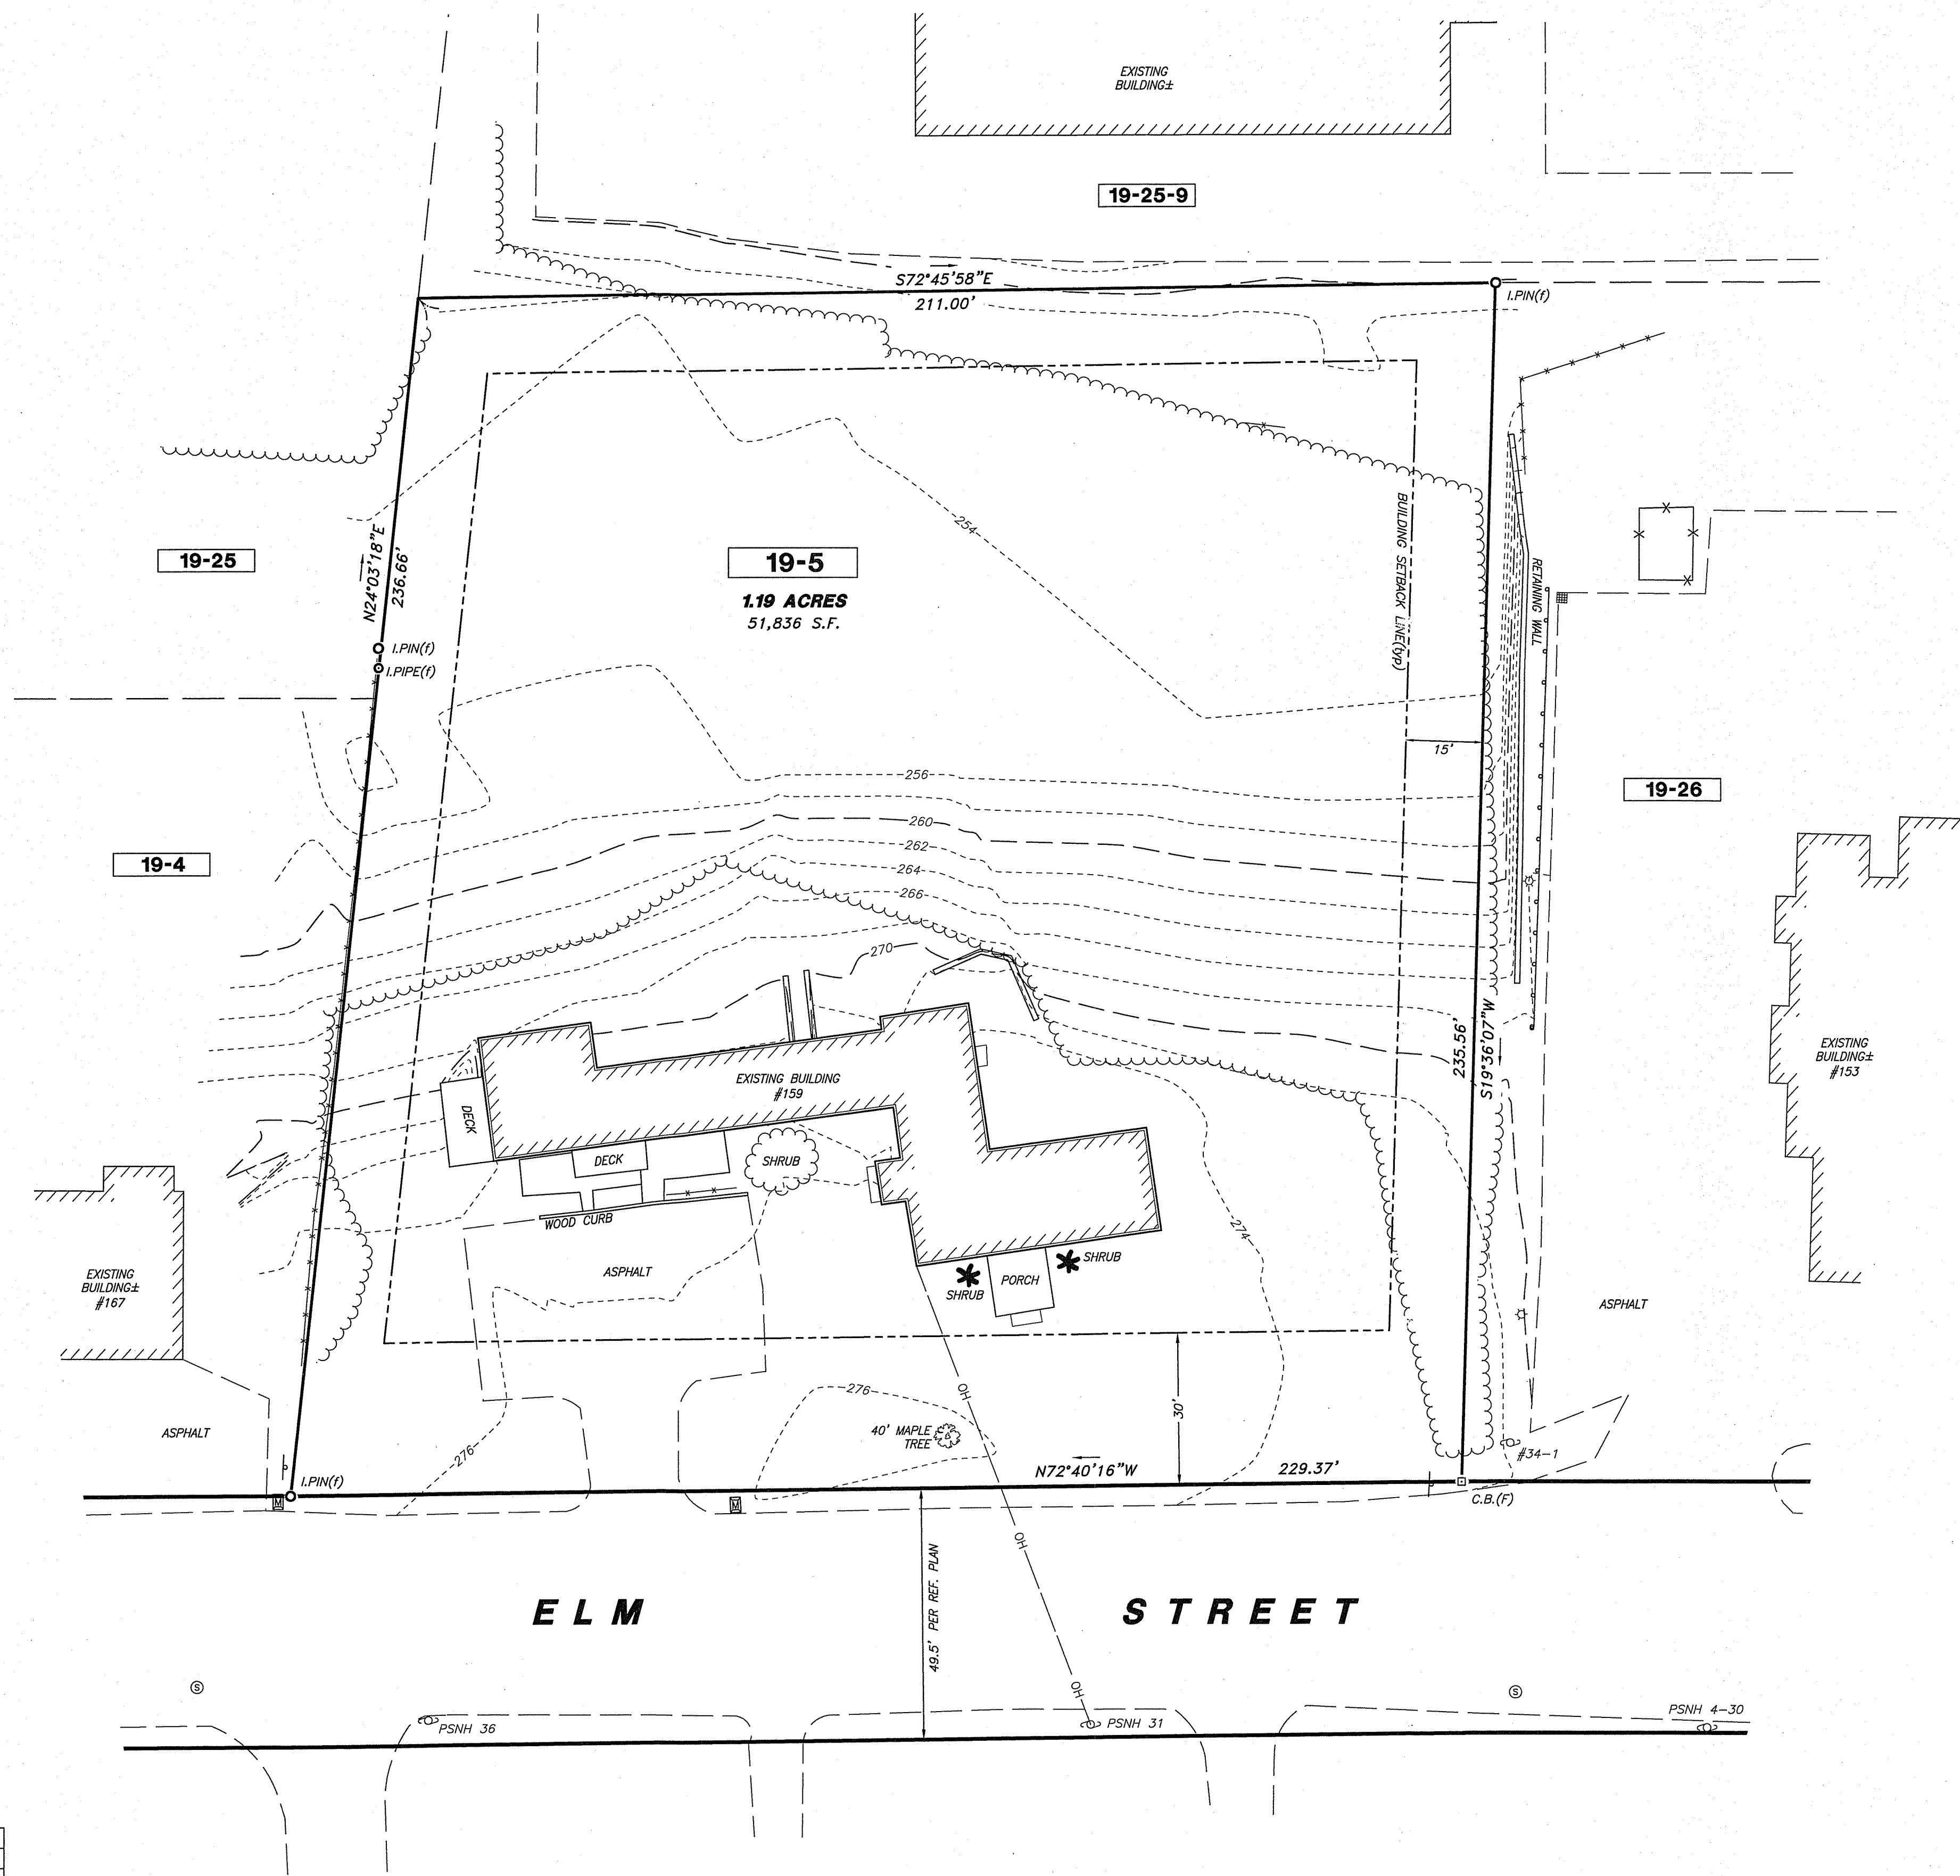 EXISTING
BUILDING±
19-25-9
S72°45'58"E
211.00'
I.PIN(f)
254
BUILDING SETBACK LINE(typ)
N24°03'18"E
236.66'
19-25
19-5
1.19 ACRES
51,836 S.F.
RETAINING WALL
I.PIN(f)
I.PIPE(f)
15'
256
19-26
260
262
264
266
19-4
270
235.56'
S19°36'07"W
EXISTING
BUILDING±
#153
EXISTING BUILDING
#159
DECK
DECK
SHRUB
WOOD CURB
274
SHRUB
SHRUB
PORCH
ASPHALT
EXISTING
BUILDING±
#167
ASPHALT
OH
276
30'
40' MAPLE
TREE
ASPHALT
276
#34-1
N72°40'16"W
229.37'
I.PIN(f)
M
M
C.B.(F)
OH
49.5' PER REF. PLAN
ELM STREET
S
S
OH
PSNH 36
PSNH 31
PSNH 4-30